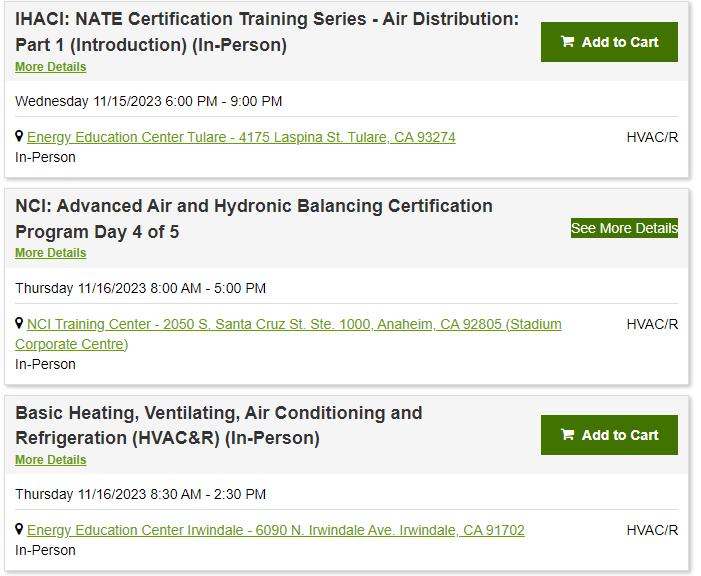 IHACI: NATE Certification Training Series - Air Distribution:
Part 1 (Introduction) (In-Person)
Add to Cart
More Details
Wednesday 11/15/2023 6:00 PM - 9:00 PM
Energy Education Center Tulare - 4175 Laspina St. Tulare, CA 93274
HVAC/R
In-Person
NCI: Advanced Air and Hydronic Balancing Certification
Program Day 4 of 5
See More Details
More Details
Thursday 11/16/2023 8:00 AM - 5:00 PM
NCI Training Center - 2050 S. Santa Cruz St. Ste. 1000, Anaheim, CA 92805 (Stadium
Corporate Centre)
HVAC/R
In-Person
Basic Heating, Ventilating, Air Conditioning and
Refrigeration (HVAC&R) (In-Person)
Add to Cart
More Details
Thursday 11/16/2023 8:30 AM - 2:30 PM
Energy Education Center Irwindale - 6090 N. Irwindale Ave. Irwindale, CA 91702
HVAC/R
In-Person